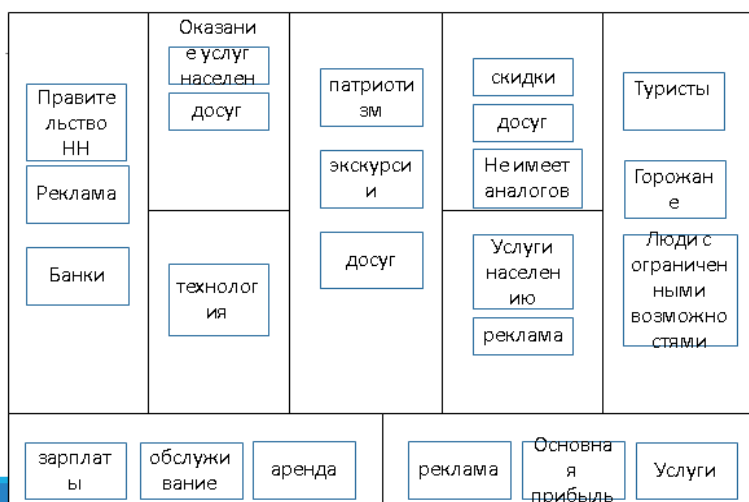 Правите
льство
НН
Реклама
Банки
Оказани
е услуг
населен
досуг
технолог
ия
патриоти
зм
экскурси
и
досуг
скидки
досуг
Не имеет
аналогов
Услуги
населен
ию
реклама
Туристы
Горожан
е
Люди с
ограничен
ными
возможно
стями
зарплат
ы
обслужи
вание
аренда
реклама
Основна
я
прибыль
Услуги